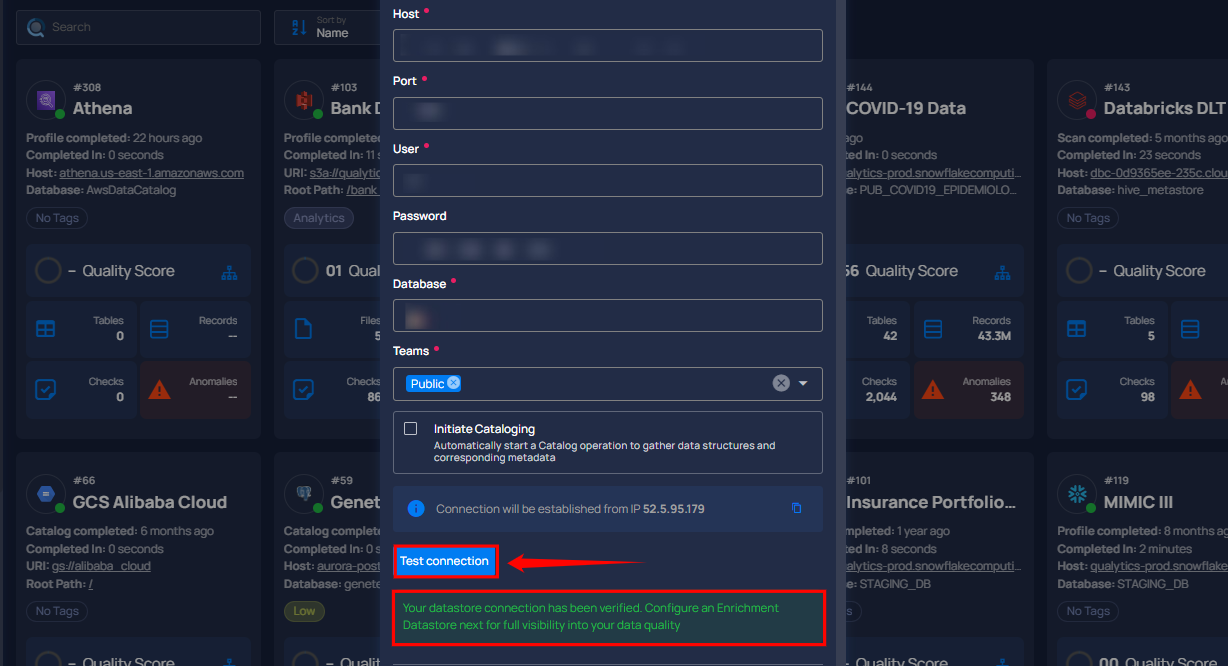 Search
Sort by
Name
#308
Athena
Profile completed: 22 hours ago
Completed In: 0 seconds
Host: athena.us-east-1.amazonaws.com
Database: AwsDataCatalog
No Tags
– Quality Score
Tables
0
Records
--
Checks
0
Anomalies
--
#103
Bank D
Profile completed
Completed In: 11 s
URI: s3a://qualytic
Root Path: /bank_
Analytics
01 Qual
Files
5
Checks
86
Host *
Port *
User *
Password
Database *
Teams *
Public
Initiate Cataloging
Automatically start a Catalog operation to gather data structures and
corresponding metadata
Connection will be established from IP 52.5.95.179
Test connection
Your datastore connection has been verified. Configure an Enrichment
Datastore next for full visibility into your data quality
#144
COVID-19 Data
ago
ed In: 0 seconds
alytics-prod.snowflakecomputi...
e: PUB_COVID19_EPIDEMIOLO...
56 Quality Score
Tables
42
Records
43.3M
Checks
2,044
Anomalies
348
#143
Databricks DLT
Scan completed: 5 months ago
Completed In: 23 seconds
Host: dbc-0d9365ee-235c.clou
Database: hive_metastore
No Tags
– Quality Score
Tables
5
Checks
98
A
#66
GCS Alibaba Cloud
Catalog completed: 6 months ago
Completed In: 0 seconds
URI: gs://alibaba_cloud
Root Path: /
No Tags
– Quality Score
#59
Genet
Catalog completed:
Completed In: 0 s
Host: aurora-post
Database: genete
Low
– Qual
#101
Insurance Portfolio...
mpleted: 1 year ago
ed In: 8 seconds
alytics-prod.snowflakecomputi...
e: STAGING_DB
s
Quality Score
#119
MIMIC III
Profile completed: 8 months ag
Completed In: 2 minutes
Host: qualytics-prod.snowflakecomputi
Database: STAGING_DB
No Tags
00 Quality Score